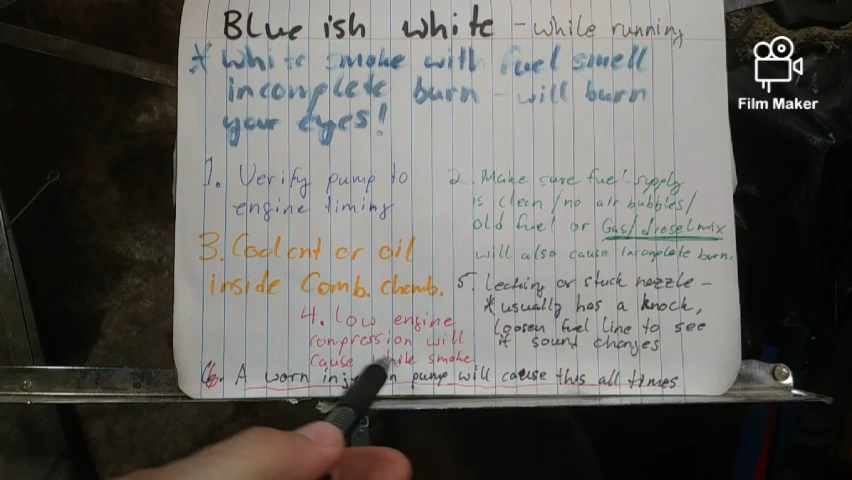 Blue ish white - while running
* White smoke with fuel smell
incomplete burn - will burn
your eyes!
1. Verify pump to
engine timing
2. Make sure fuel supply
is clean / no air bubbles /
old fuel or Gas/diesel mix
will also cause incomplete burn.
3. Coolent or oil
inside Comb. chamb.
4. Low engine
compression will
cause white smoke
5. Leaking or stuck nozzle -
* usually has a knock,
loosen fuel line to see
if sound changes
6. A worn injection pump will cause this all times
Film Maker